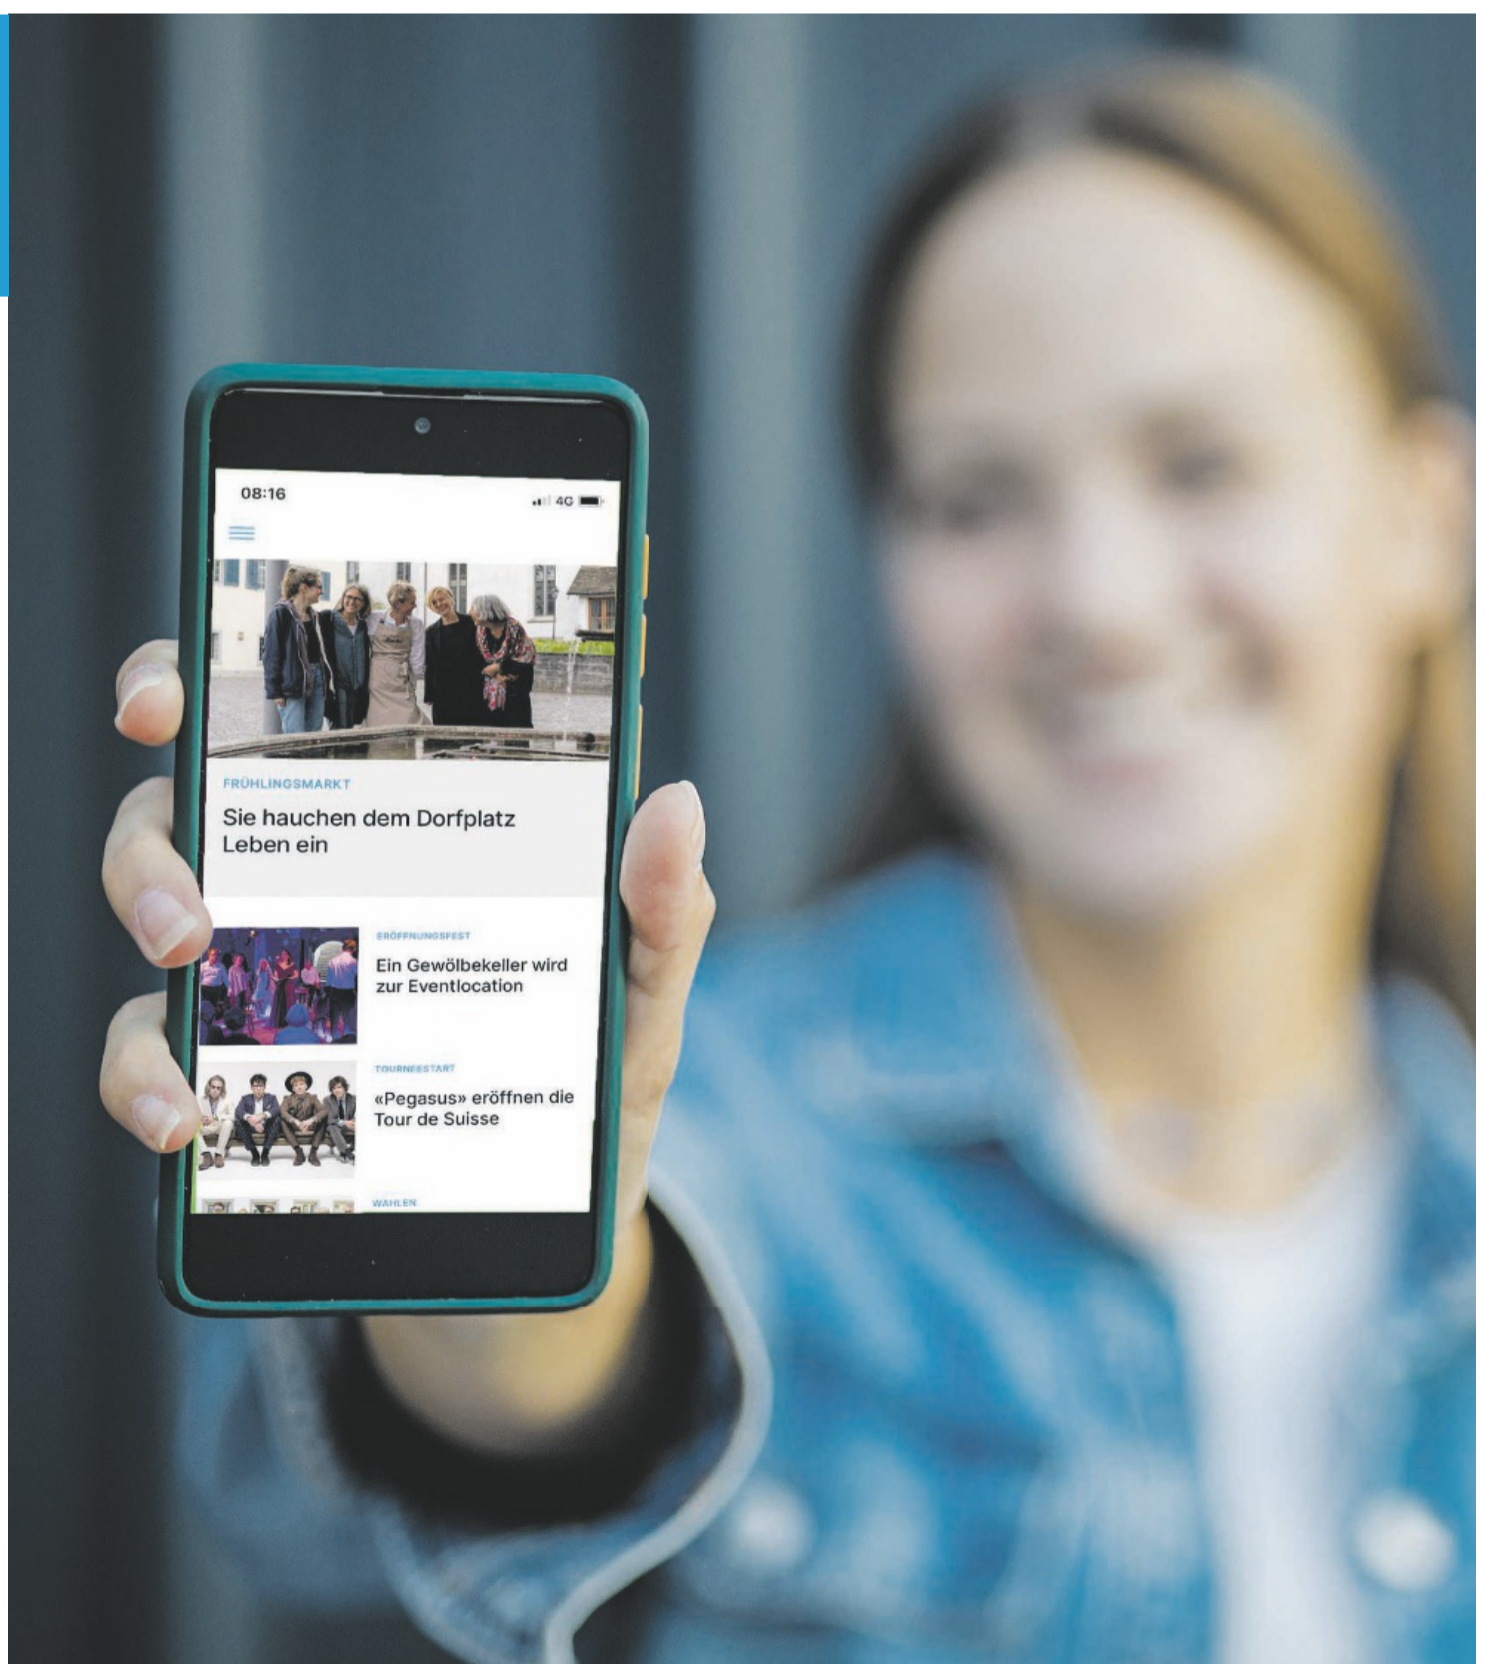 08:16
4G
FRÜHLINGSMARKT
Sie hauchen dem Dorfplatz
Leben ein
ERÖFFNUNGSFEST
Ein Gewölbekeller wird
zur Eventlocation
TOURNEESTART
«Pegasus» eröffnen die
Tour de Suisse
WAHLEN